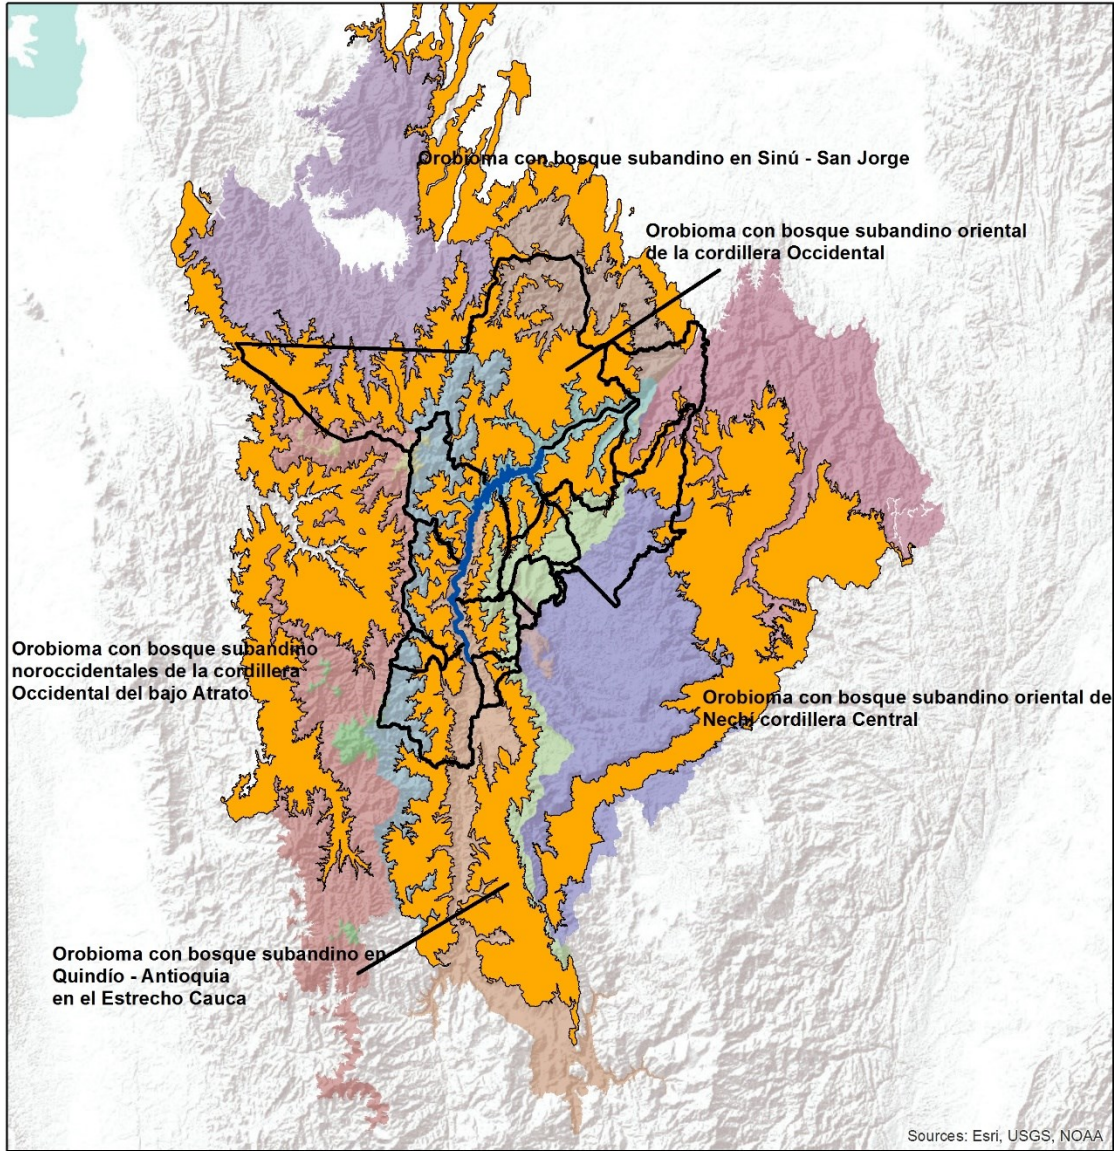 Orobioma con bosque subandino en Sinú - San Jorge
Orobioma con bosque subandino oriental
de la cordillera Occidental
Orobioma con bosque subandino
noroccidentales de la cordillera
Occidental del bajo Atrato
Orobioma con bosque subandino oriental de
Nechí cordillera Central
Orobioma con bosque subandino en
Quindío - Antioquia
en el Estrecho Cauca
Sources: Esri, USGS, NOAA